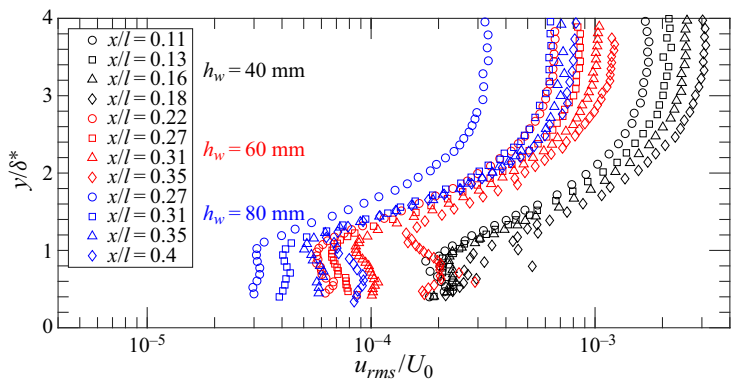 4
3
2
1
0
y/δ*
x/l = 0.11
x/l = 0.13
x/l = 0.16
x/l = 0.18
x/l = 0.22
x/l = 0.27
x/l = 0.31
x/l = 0.35
x/l = 0.27
x/l = 0.31
x/l = 0.35
x/l = 0.4
h_w = 40 mm
h_w = 60 mm
h_w = 80 mm
10⁻⁵ 10⁻⁴ 10⁻³
u_rms/U₀